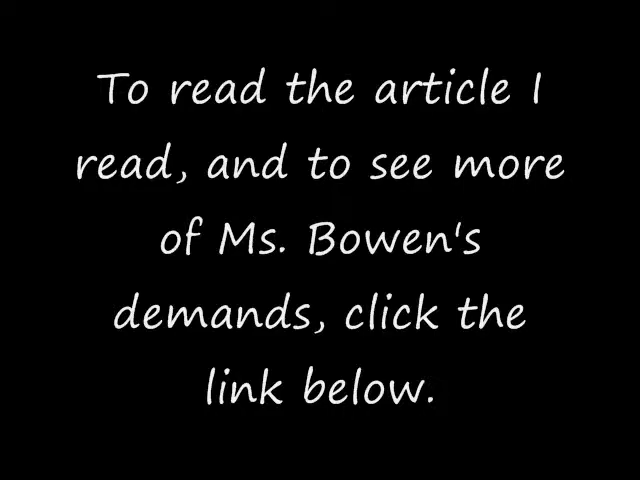 To read the article I
read, and to see more
of Ms. Bowen's
demands, click the
link below.